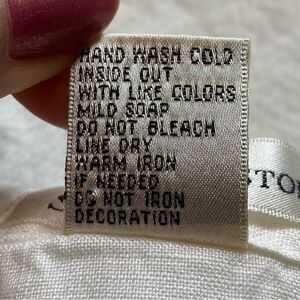 HAND WASH COLD
INSIDE OUT
WITH LIKE COLORS
MILD SOAP
DO NOT BLEACH
LINE DRY
WARM IRON
IF NEEDED
DO NOT IRON
DECORATION